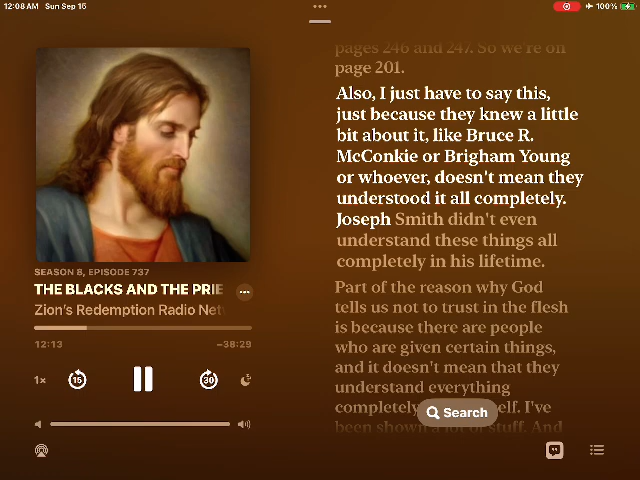 12:08 AM Sun Sep 15
100%
pages 246 and 247. So we're on
page 201.
Also, I just have to say this,
just because they knew a little
bit about it, like Bruce R.
McConkie or Brigham Young
or whoever, doesn't mean they
understood it all completely.
Joseph Smith didn't even
understand these things all
completely in his lifetime.
Part of the reason why God
tells us not to trust in the flesh
is because there are people
who are given certain things,
and it doesn't mean that they
understand everything
completely elf. I've
been shown a lot of stuff. And
Search
SEASON 8, EPISODE 737
THE BLACKS AND THE PRIE
Zion's Redemption Radio Net
12:13
-38:29
1×
15
30